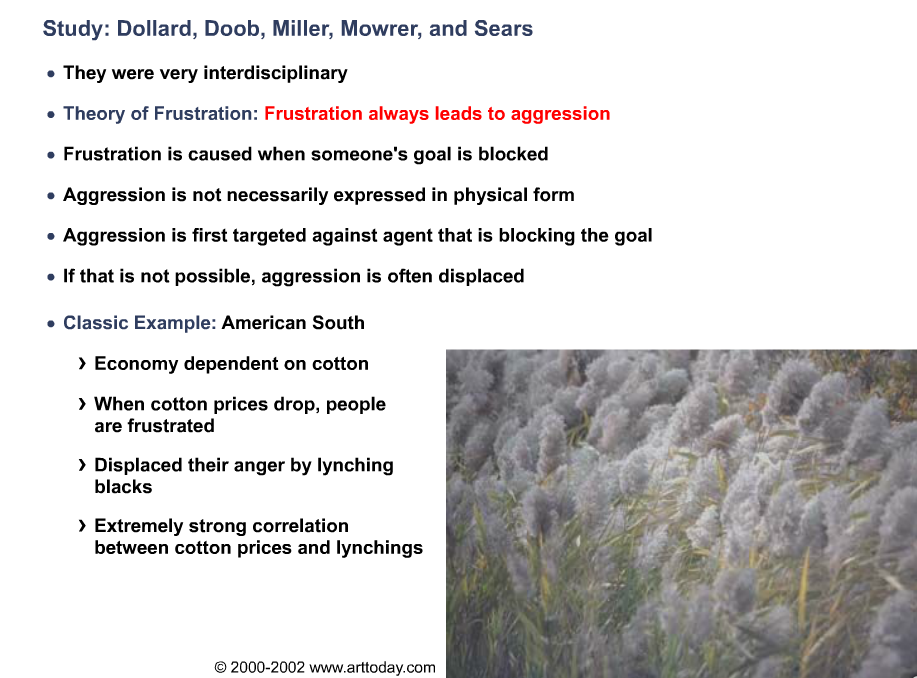 Study: Dollard, Doob, Miller, Mowrer, and Sears
• They were very interdisciplinary
• Theory of Frustration: Frustration always leads to aggression
• Frustration is caused when someone's goal is blocked
• Aggression is not necessarily expressed in physical form
• Aggression is first targeted against agent that is blocking the goal
• If that is not possible, aggression is often displaced
• Classic Example: American South
❯ Economy dependent on cotton
❯ When cotton prices drop, people
are frustrated
❯ Displaced their anger by lynching
blacks
❯ Extremely strong correlation
between cotton prices and lynchings
© 2000-2002 www.arttoday.com